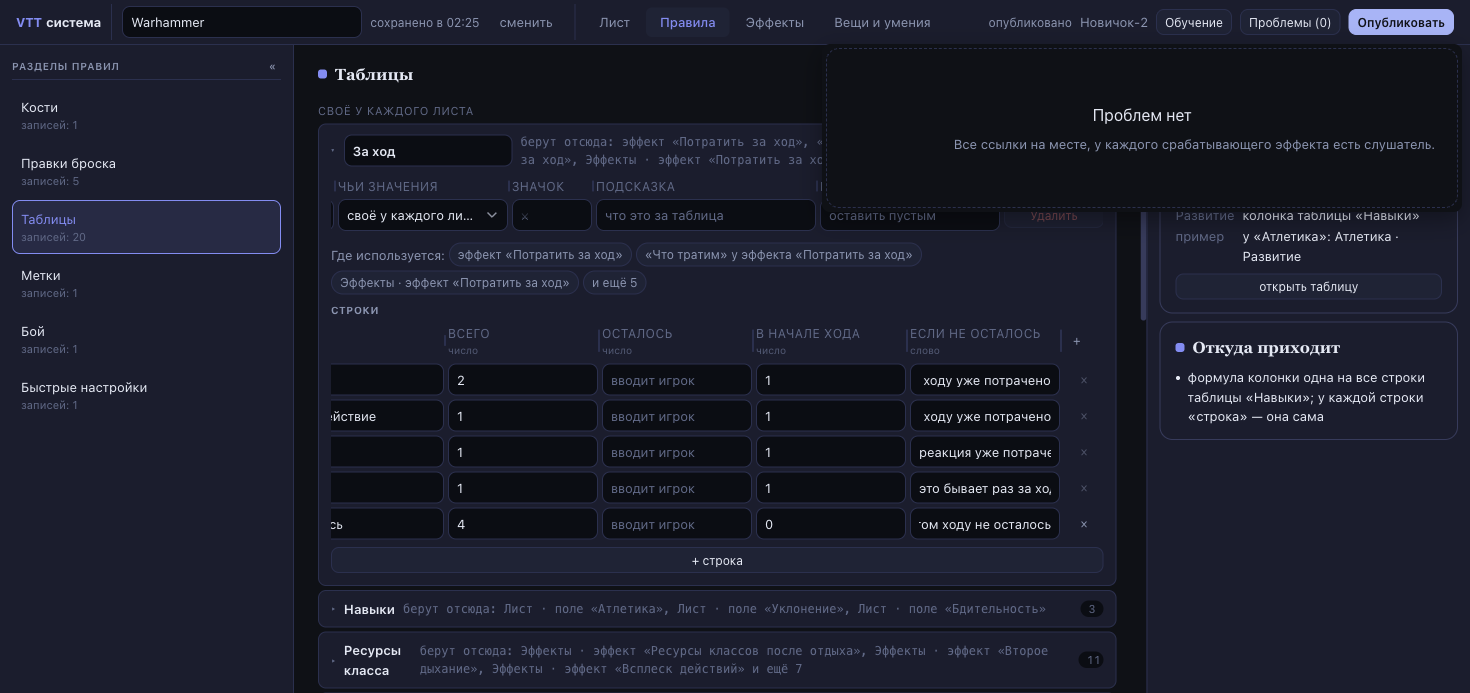 VTT система
Warhammer
сохранено в 02:25
сменить
Лист
Правила
Эффекты
Вещи и умения
опубликовано
Новичок-2
Обучение
Проблемы (0)
Опубликовать
РАЗДЕЛЫ ПРАВИЛ
«
Кости
записей: 1
Правки броска
записей: 5
Таблицы
записей: 20
Метки
записей: 1
Бой
записей: 1
Быстрые настройки
записей: 1
Таблицы
СВОЁ У КАЖДОГО ЛИСТА
За ход
берут отсюда: эффект «Потратить за ход», «
за ход», Эффекты · эффект «Потратить за хо
ЧЬИ ЗНАЧЕНИЯ
ЗНАЧОК
ПОДСКАЗКА
своё у каждого ли...
⚔
что это за таблица
оставить пустым
Удалить
Где используется:
эффект «Потратить за ход»
«Что тратим» у эффекта «Потратить за ход»
Эффекты · эффект «Потратить за ход»
и ещё 5
СТРОКИ
ВСЕГО
число
ОСТАЛОСЬ
число
В НАЧАЛЕ ХОДА
число
ЕСЛИ НЕ ОСТАЛОСЬ
слово
+
2
вводит игрок
1
ходу уже потрачено
×
йствие
1
вводит игрок
1
ходу уже потрачено
×
1
вводит игрок
1
реакция уже потраче
×
1
вводит игрок
1
это бывает раз за хо
×
сь
4
вводит игрок
0
том ходу не осталось
×
+ строка
Навыки
берут отсюда: Лист · поле «Атлетика», Лист · поле «Уклонение», Лист · поле «Бдительность»
3
Ресурсы
класса
берут отсюда: Эффекты · эффект «Ресурсы классов после отдыха», Эффекты · эффект «Второе
дыхание», Эффекты · эффект «Всплеск действий» и ещё 7
11
Проблем нет
Все ссылки на месте, у каждого срабатывающего эффекта есть слушатель.
Развитие
колонка таблицы «Навыки»
пример
у «Атлетика»: Атлетика ·
Развитие
открыть таблицу
Откуда приходит
• формула колонки одна на все строки
таблицы «Навыки»; у каждой строки
«строка» — она сама